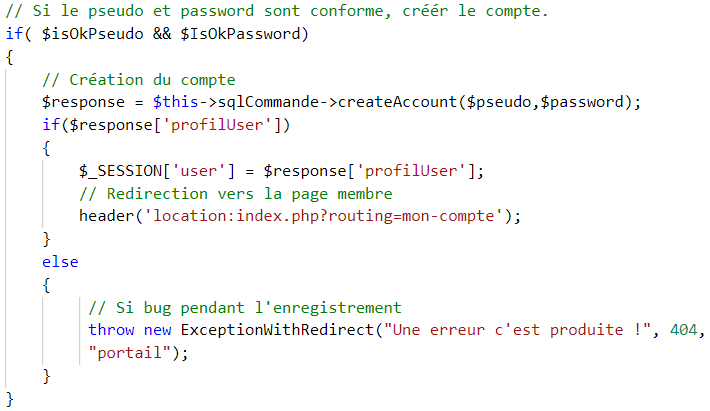 // Si le pseudo et password sont conforme, créér le compte.
if( $isOkPseudo && $IsOkPassword)
{
// Création du compte
$response = $this->sqlCommande->createAccount($pseudo,$password);
if($response['profilUser'])
{
$_SESSION['user'] = $response['profilUser'];
// Redirection vers la page membre
header('location:index.php?routing=mon-compte');
}
else
{
// Si bug pendant l'enregistrement
throw new ExceptionWithRedirect("Une erreur c'est produite !", 404,
"portail");
}
}